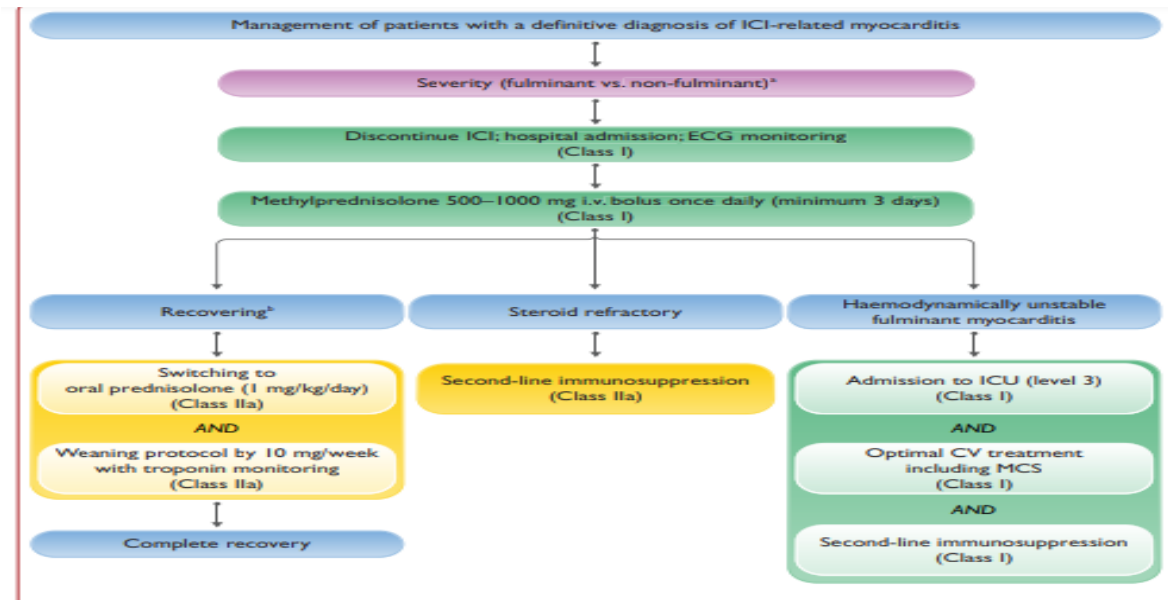 Management of patients with a definitive diagnosis of ICI-related myocarditis
Severity (fulminant vs. non-fulminant)ᵃ
Discontinue ICI; hospital admission; ECG monitoring
(Class I)
Methylprednisolone 500–1000 mg i.v. bolus once daily (minimum 3 days)
(Class I)
Recoveringᵇ
Switching to
oral prednisolone (1 mg/kg/day)
(Class IIa)
AND
Weaning protocol by 10 mg/week
with troponin monitoring
(Class IIa)
Complete recovery
Steroid refractory
Second-line immunosuppression
(Class IIa)
Haemodynamically unstable
fulminant myocarditis
Admission to ICU (level 3)
(Class I)
AND
Optimal CV treatment
including MCS
(Class I)
AND
Second-line immunosuppression
(Class I)